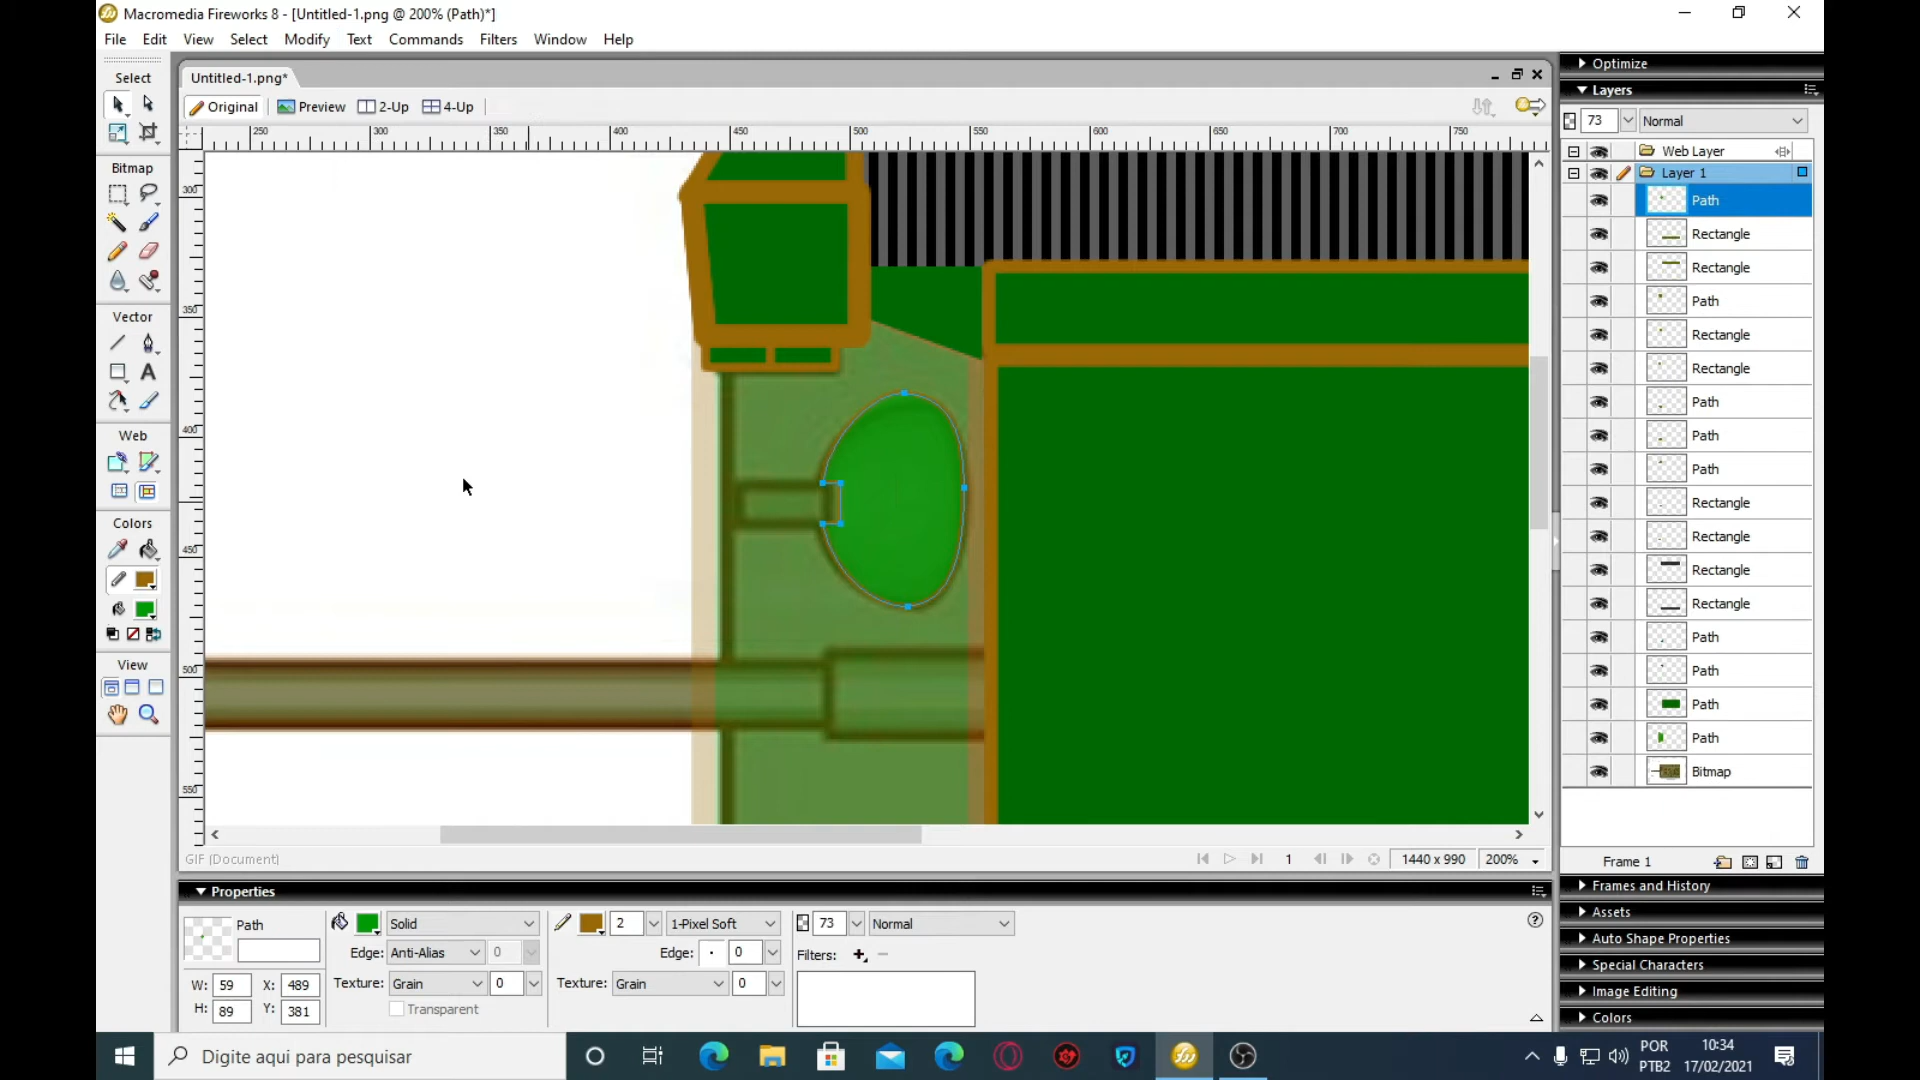 Macromedia Fireworks 8 - [Untitled-1.png @ 200% (Path)*]
File Edit View Select Modify Text Commands Filters Window Help
Select
Untitled-1.png*
Original Preview 2-Up 4-Up
250 300 350 400 450 500 550 600 650 700 750
300
350
400
450
500
550
Bitmap
Vector
Web
Colors
View
GIF (Document)
1 1440 x 990 200%
Optimize
Layers
73 Normal
Web Layer
Layer 1
Path
Rectangle
Rectangle
Path
Rectangle
Rectangle
Path
Path
Path
Rectangle
Rectangle
Rectangle
Rectangle
Path
Path
Path
Path
Bitmap
Frame 1
Frames and History
Assets
Auto Shape Properties
Special Characters
Image Editing
Colors
Properties
Path Solid 2 1-Pixel Soft 73 Normal
Edge: Anti-Alias 0 Edge: 0 Filters:
W: 59 X: 489 Texture: Grain 0 Texture: Grain 0
H: 89 Y: 381 Transparent
Digite aqui para pesquisar
POR
PTB2
10:34
17/02/2021